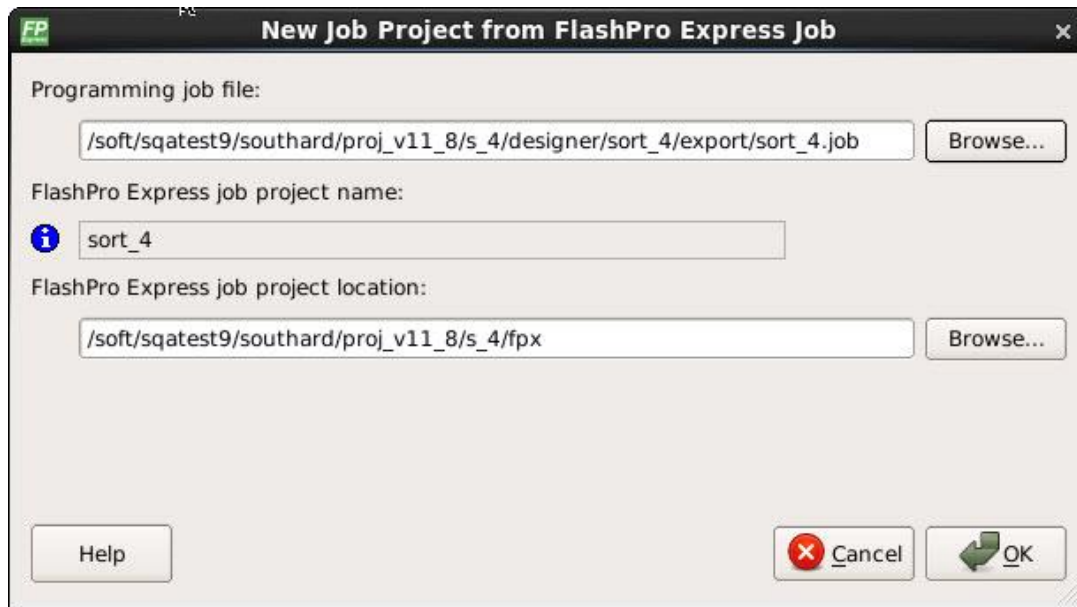 FP
Express
New Job Project from FlashPro Express Job
Programming job file:
/soft/sqatest9/southard/proj_v11_8/s_4/designer/sort_4/export/sort_4.job
Browse...
FlashPro Express job project name:
sort_4
FlashPro Express job project location:
/soft/sqatest9/southard/proj_v11_8/s_4/fpx
Browse...
Help
Cancel
OK